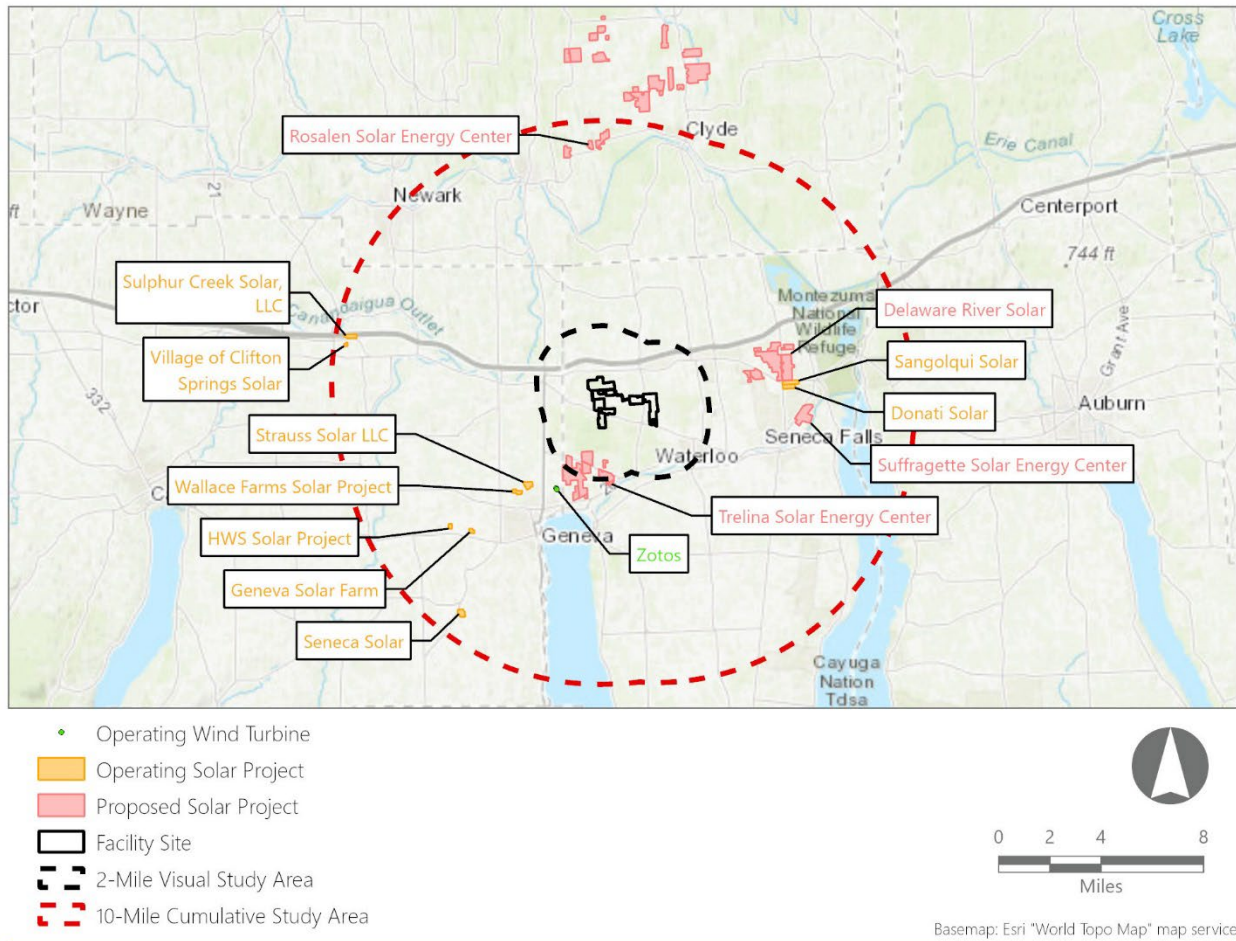 Cross
Lake
Rosalen Solar Energy Center
Clyde
Erie Canal
Newark
21
ft
Wayne
Centerport
744 ft
Sulphur Creek Solar,
LLC
Canandaigua Outlet
ctor
Montezuma
National
Wildlife
Refuge
Delaware River Solar
Village of Clifton
Springs Solar
Sangolqui Solar
Grant Ave
332
Donati Solar
Auburn
Strauss Solar LLC
Seneca Falls
Waterloo
Suffragette Solar Energy Center
Wallace Farms Solar Project
Ca
20
Trelina Solar Energy Center
HWS Solar Project
Geneva
Zotos
Geneva Solar Farm
Seneca Solar
Cayuga
Nation
Tdsa
Operating Wind Turbine
Operating Solar Project
Proposed Solar Project
Facility Site
2-Mile Visual Study Area
10-Mile Cumulative Study Area
0 2 4 8
Miles
Basemap: Esri "World Topo Map" map service